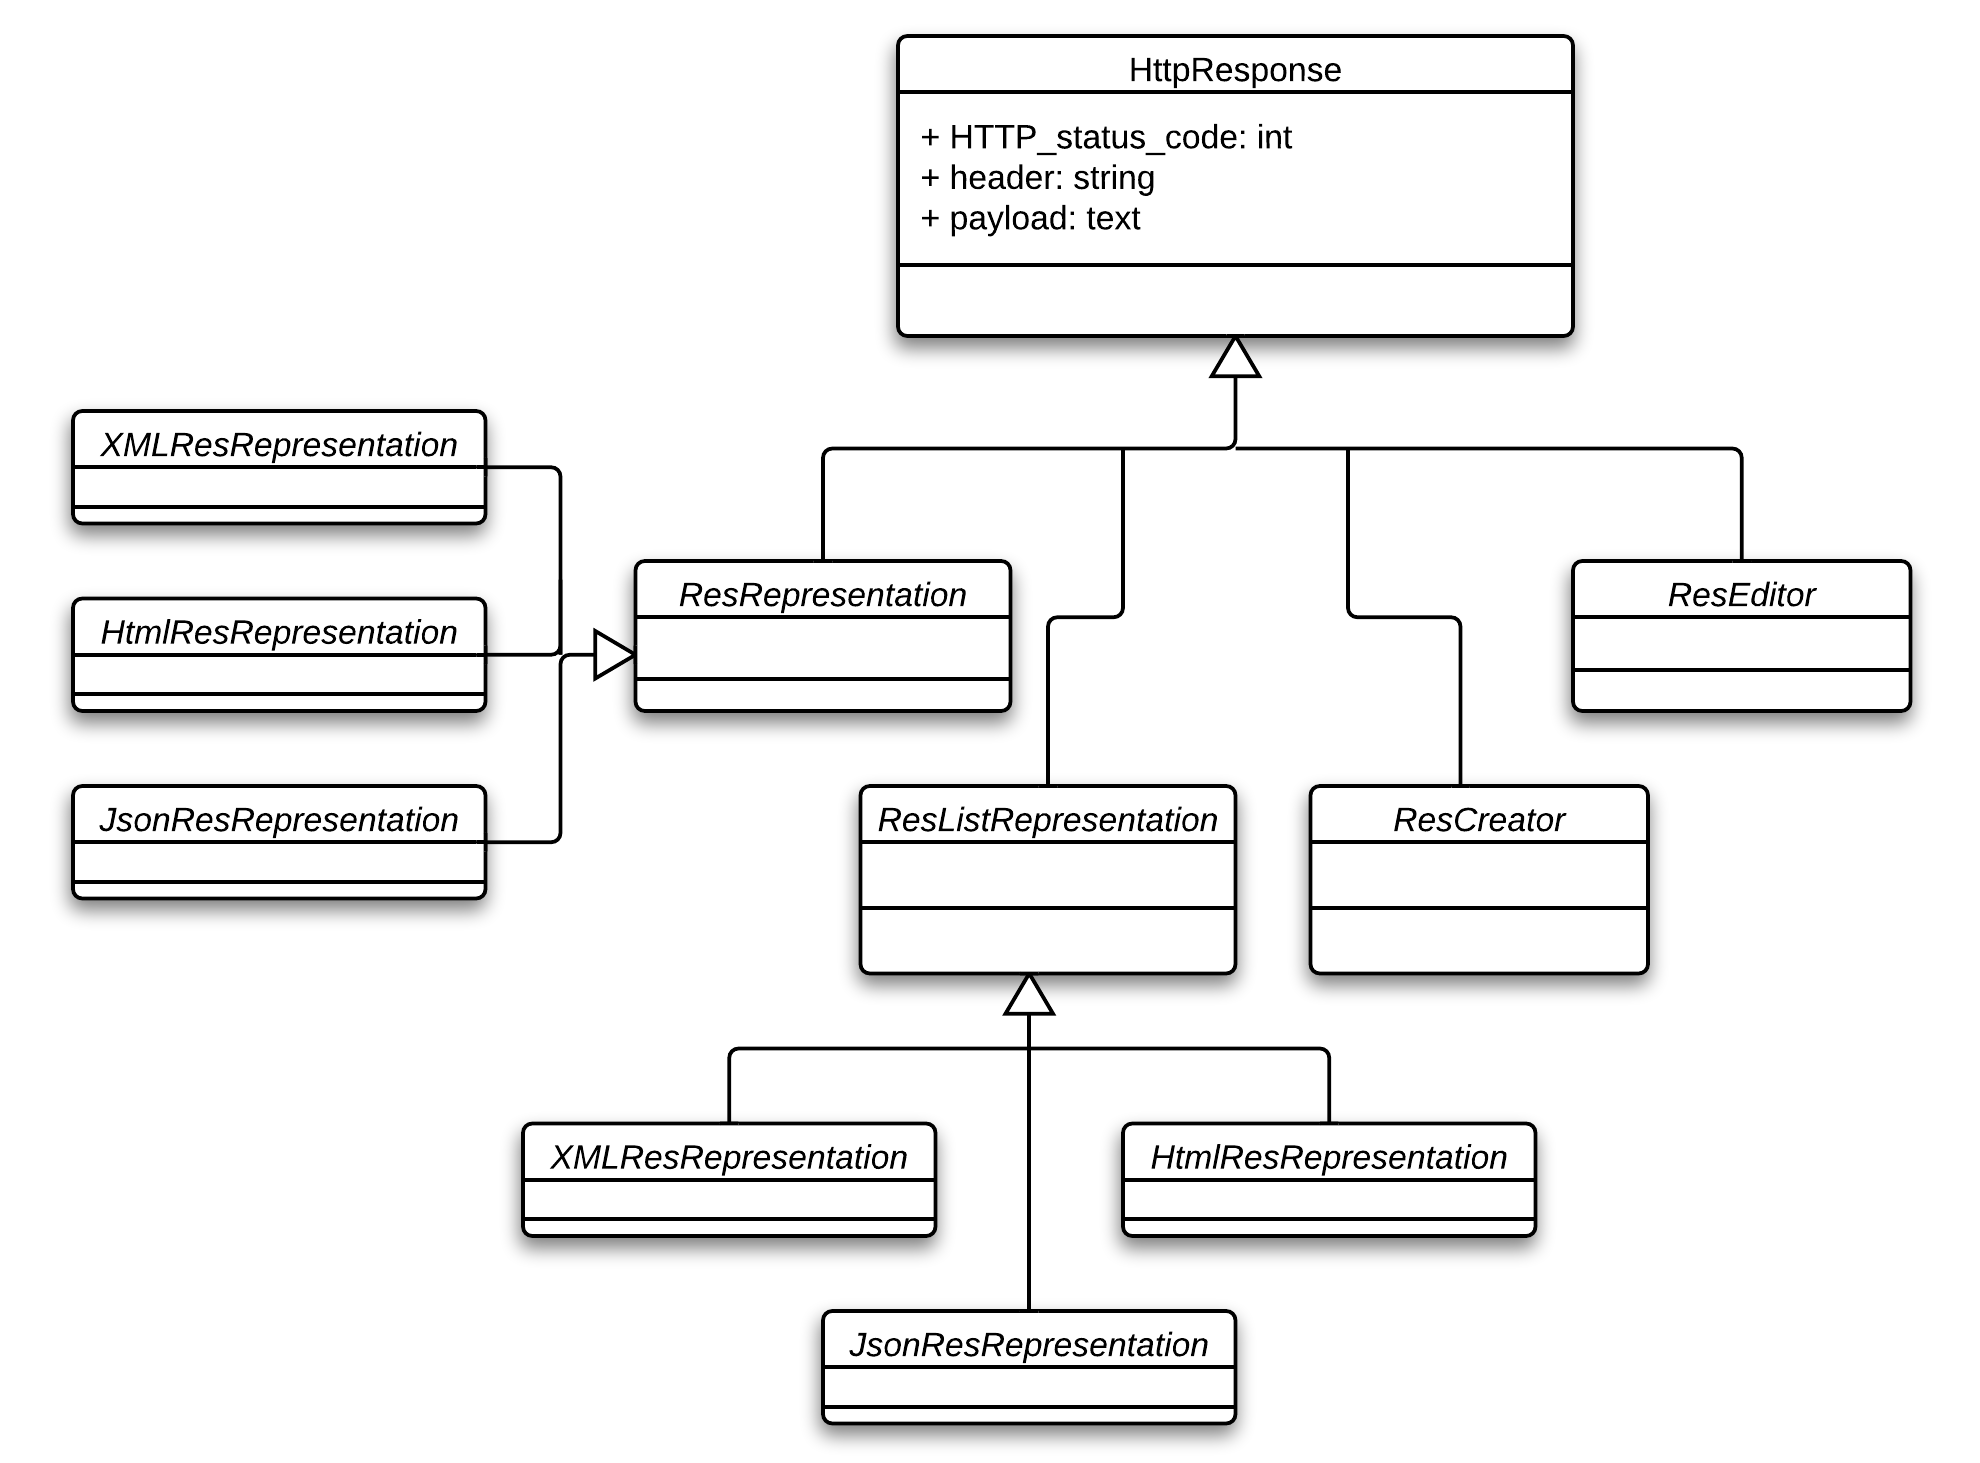 HttpResponse
+ HTTP_status_code: int
+ header: string
+ payload: text
XMLResRepresentation
HtmlResRepresentation
JsonResRepresentation
ResRepresentation
ResEditor
ResListRepresentation
ResCreator
XMLResRepresentation
HtmlResRepresentation
JsonResRepresentation